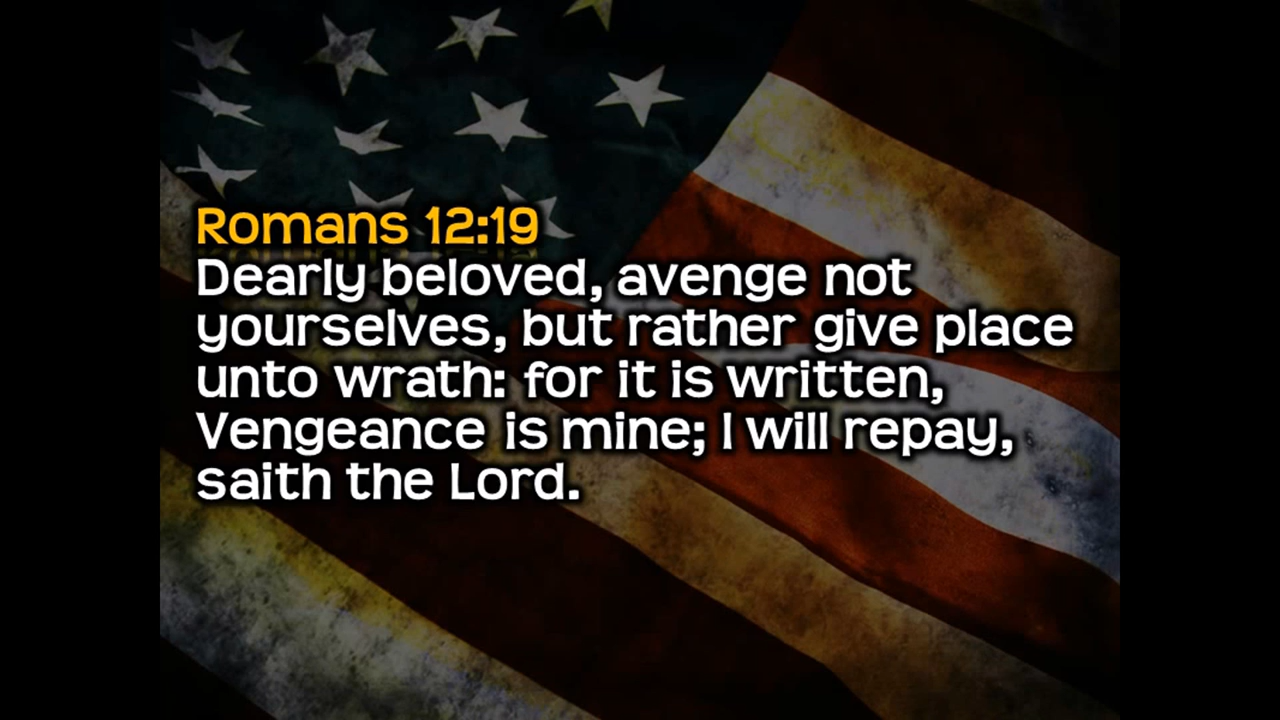 Romans 12:19
Dearly beloved, avenge not
yourselves, but rather give place
unto wrath: for it is written,
Vengeance is mine; I will repay,
saith the Lord.